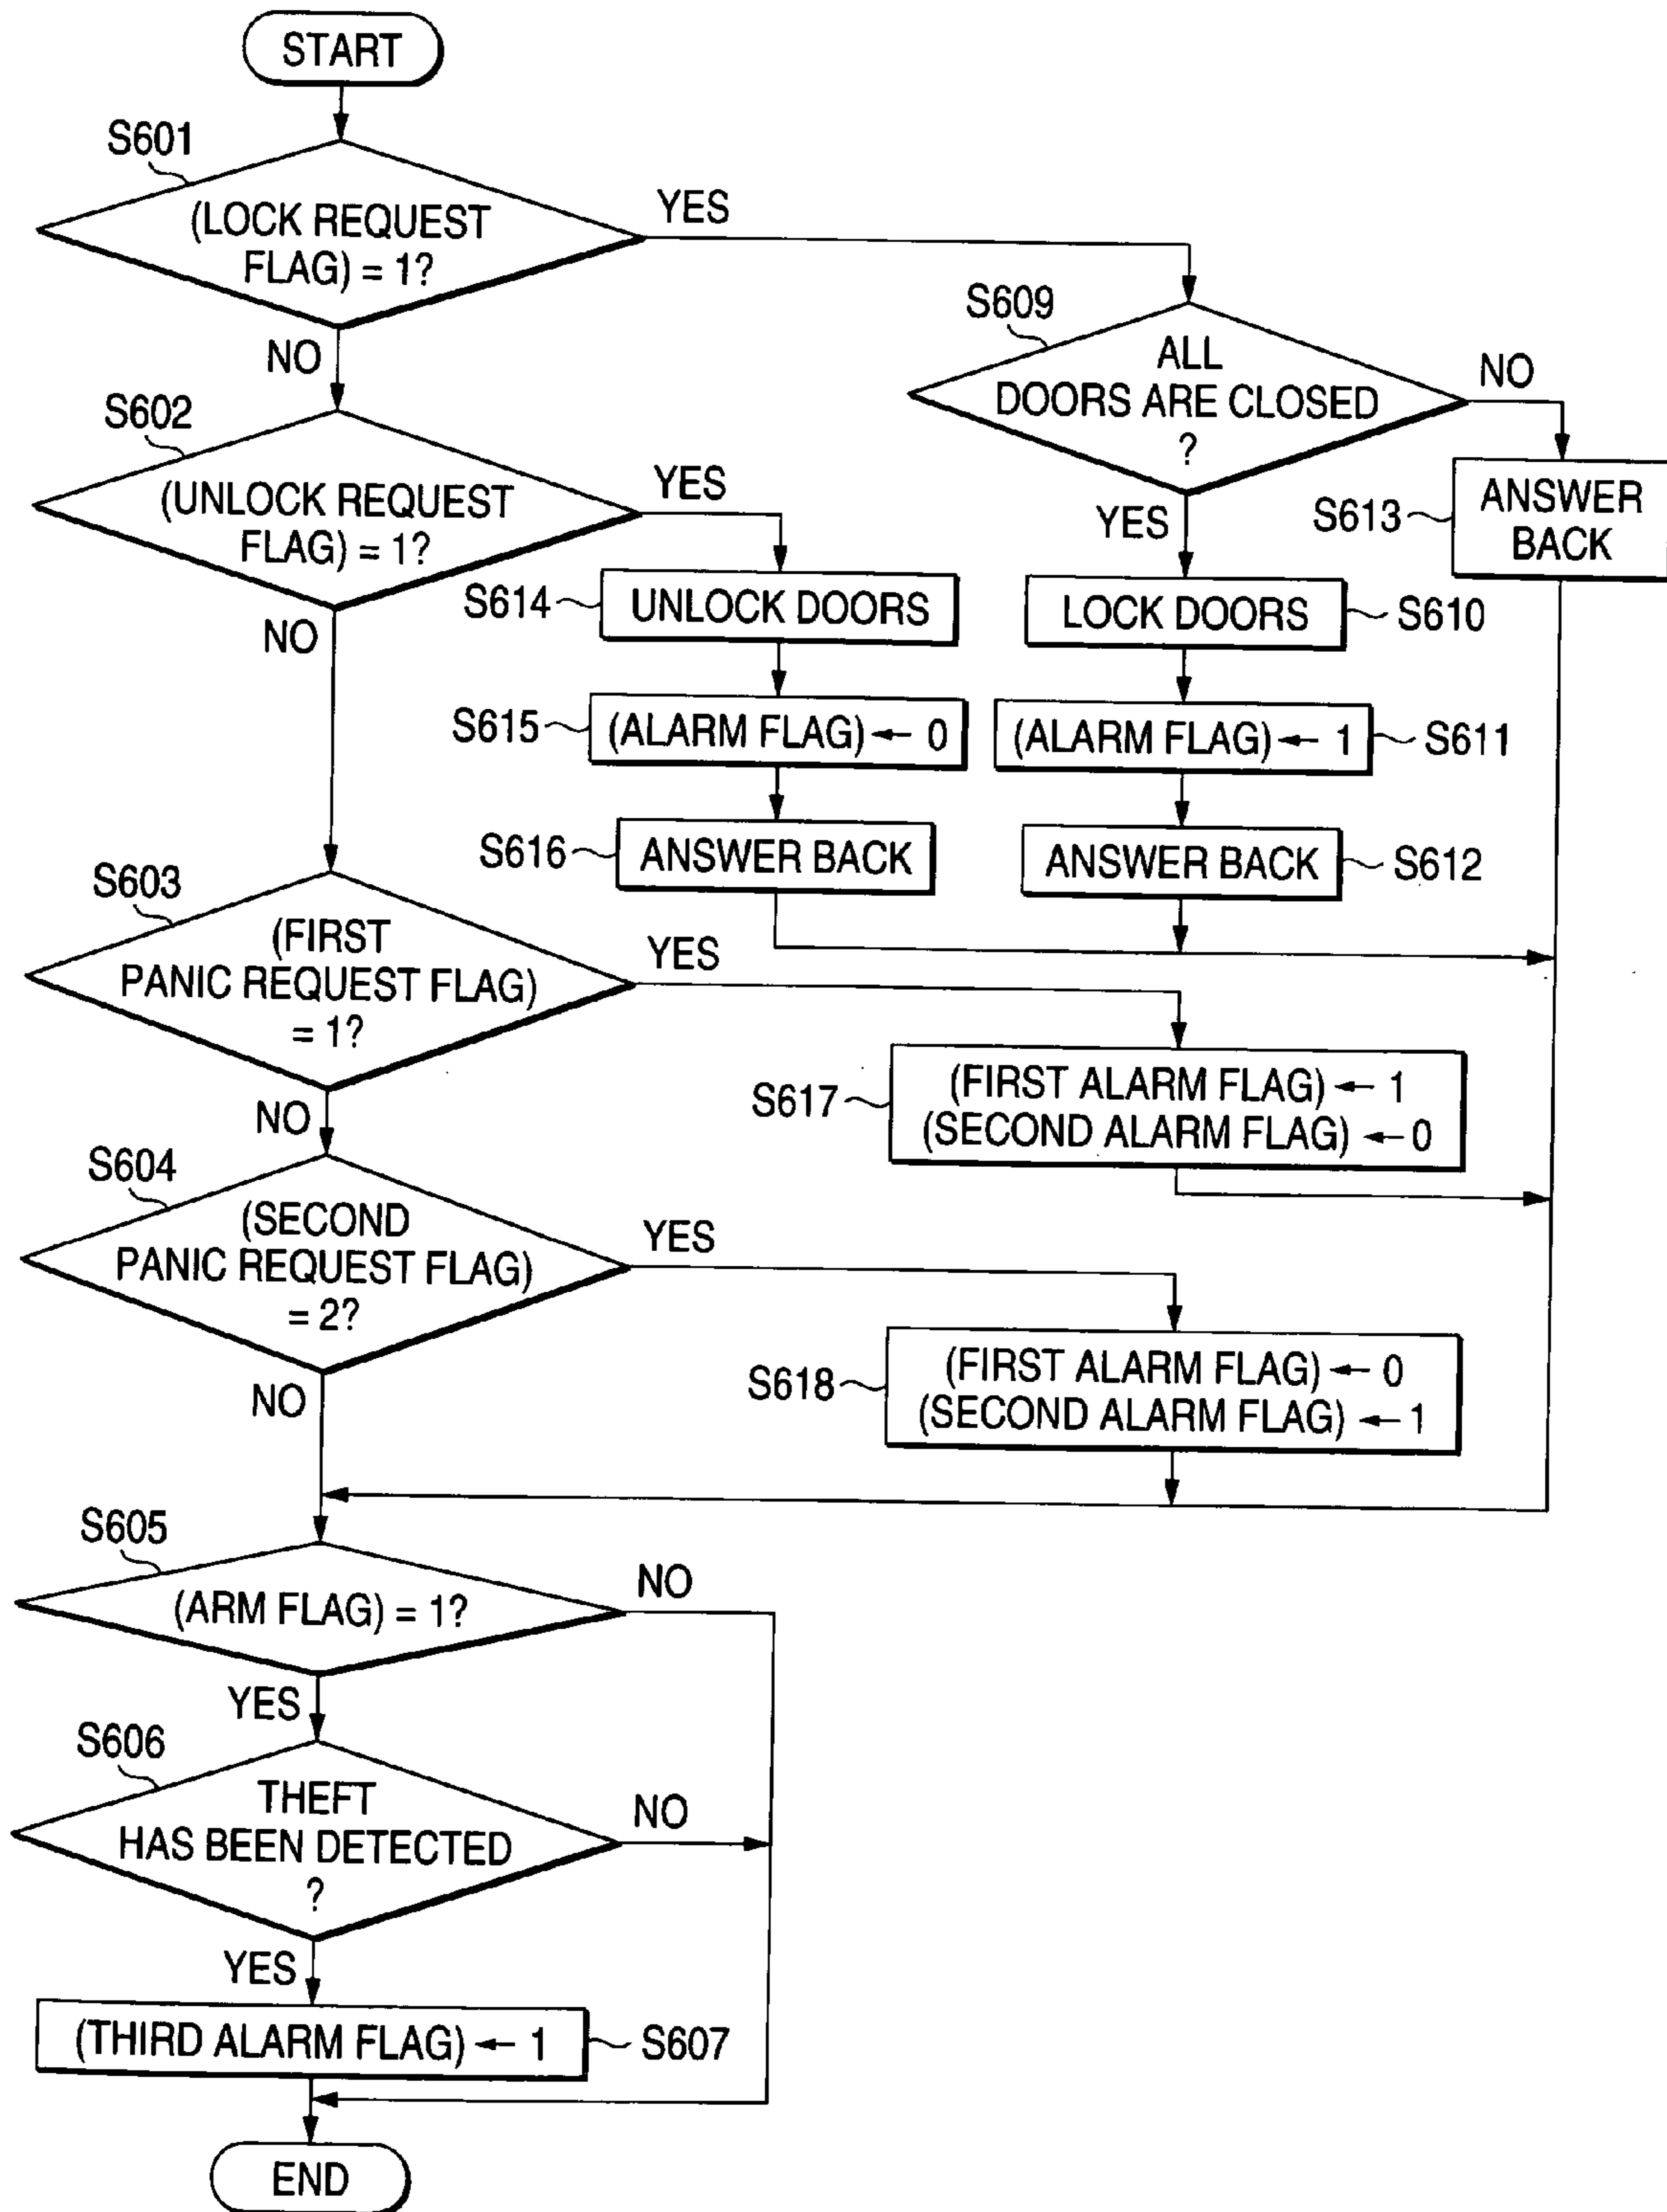 START
S601
(LOCK REQUEST
FLAG) = 1?
YES
NO
S609
ALL
DOORS ARE CLOSED
?
NO
YES
S613
ANSWER
BACK
S602
(UNLOCK REQUEST
FLAG) = 1?
YES
NO
S614
UNLOCK DOORS
LOCK DOORS
S610
S615
(ALARM FLAG) ← 0
(ALARM FLAG) ← 1
S611
S616
ANSWER BACK
ANSWER BACK
S612
S603
(FIRST
PANIC REQUEST FLAG)
= 1?
YES
NO
S617
(FIRST ALARM FLAG) ← 1
(SECOND ALARM FLAG) ← 0
S604
(SECOND
PANIC REQUEST FLAG)
= 2?
YES
NO
S618
(FIRST ALARM FLAG) ← 0
(SECOND ALARM FLAG) ← 1
S605
(ARM FLAG) = 1?
NO
YES
S606
THEFT
HAS BEEN DETECTED
?
NO
YES
(THIRD ALARM FLAG) ← 1
S607
END